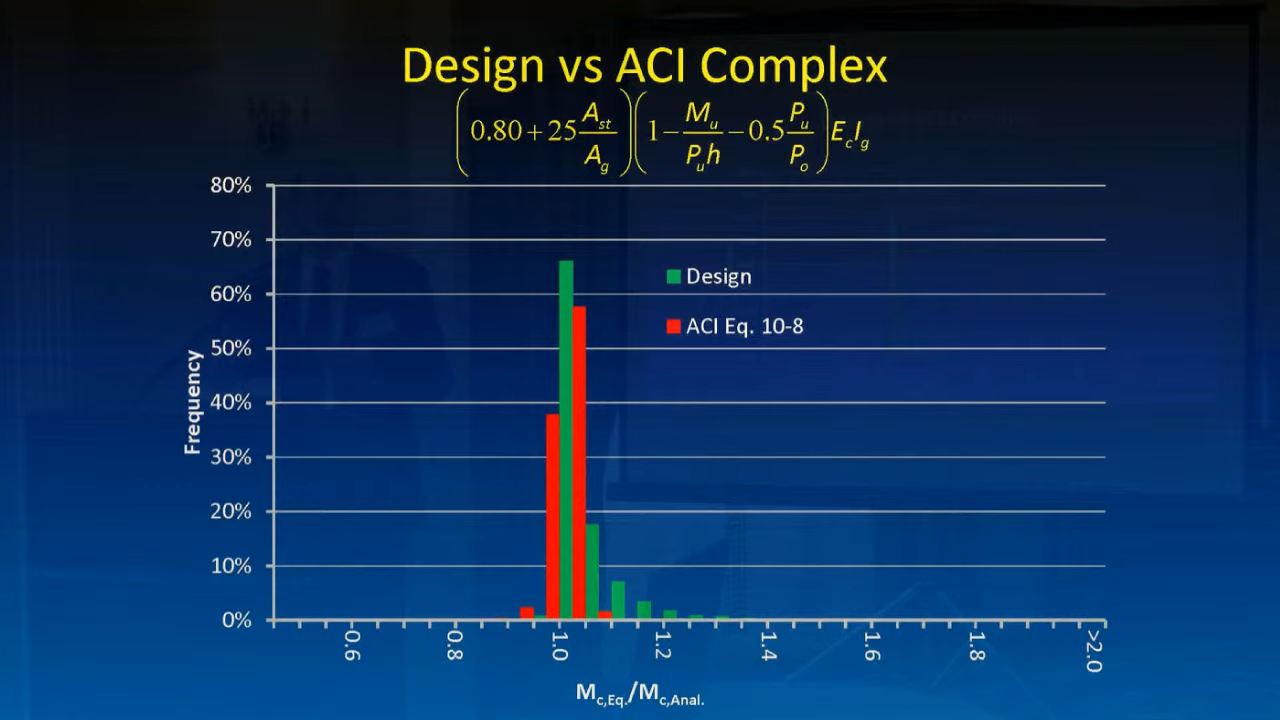 Design vs ACI Complex
(0.80 + 25 A_st/A_g)(1 − M_u/(P_u h) − 0.5 P_u/P_o) E_c I_g
80%
70%
60%
50%
40%
30%
20%
10%
0%
Frequency
Design
ACI Eq. 10-8
0.6
0.8
1.0
1.2
1.4
1.6
1.8
>2.0
M_c,Eq./M_c,Anal.